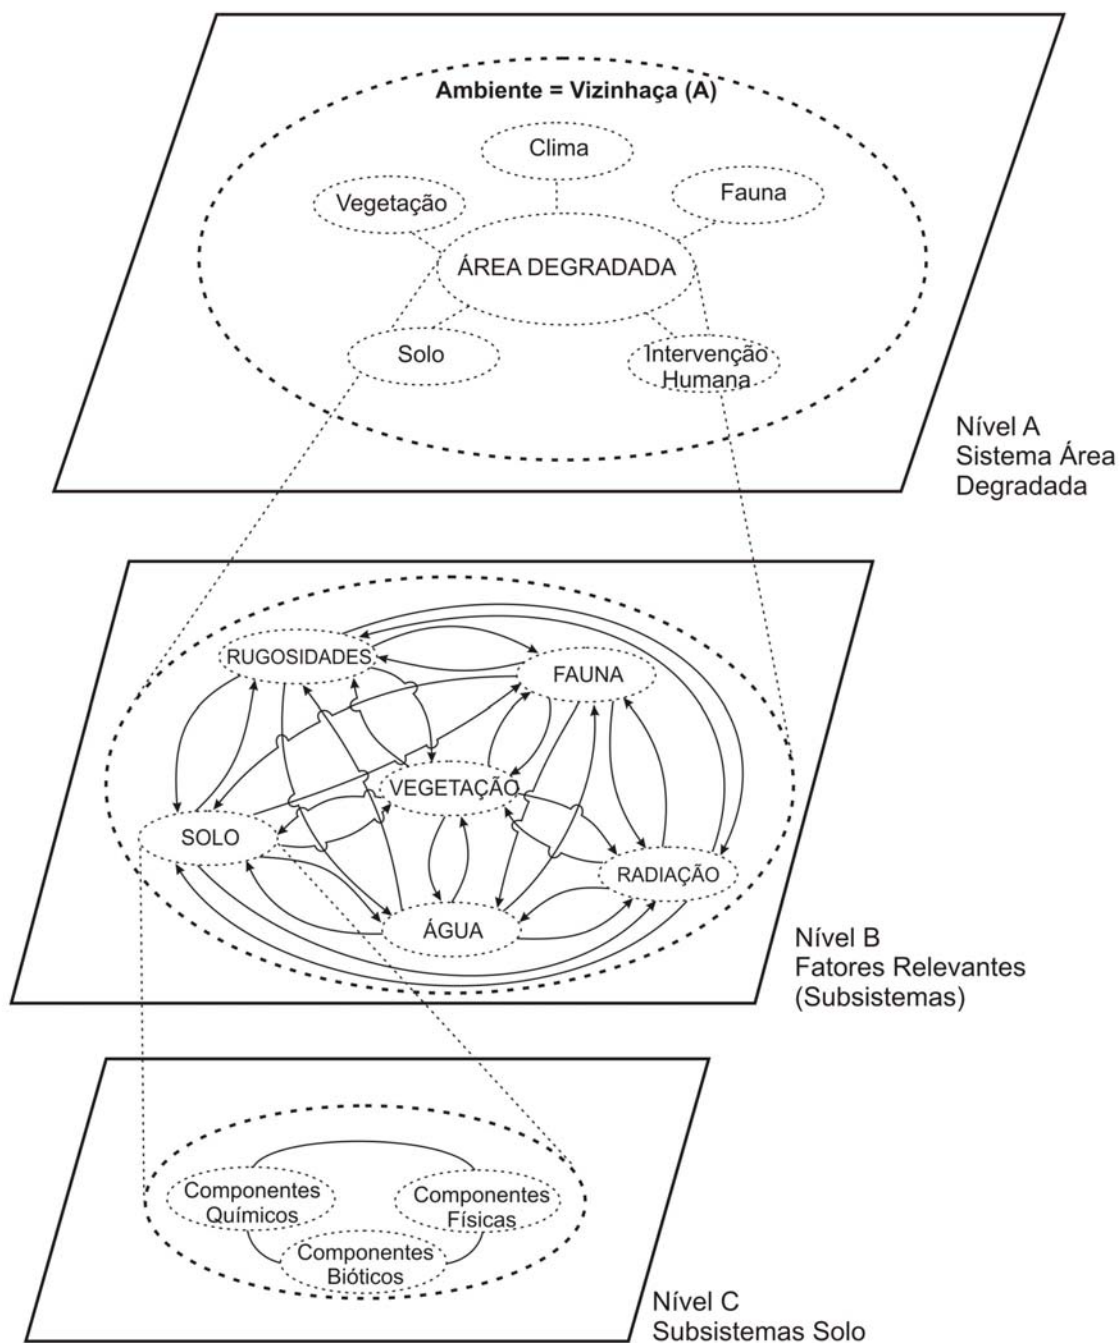 Ambiente = Vizinhaça (A)
Clima
Vegetação
Fauna
ÁREA DEGRADADA
Solo
Intervenção
Humana
Nível A
Sistema Área
Degradada
RUGOSIDADES
FAUNA
VEGETAÇÃO
SOLO
RADIAÇÃO
ÁGUA
Nível B
Fatores Relevantes
(Subsistemas)
Componentes
Químicos
Componentes
Físicas
Componentes
Bióticos
Nível C
Subsistemas Solo